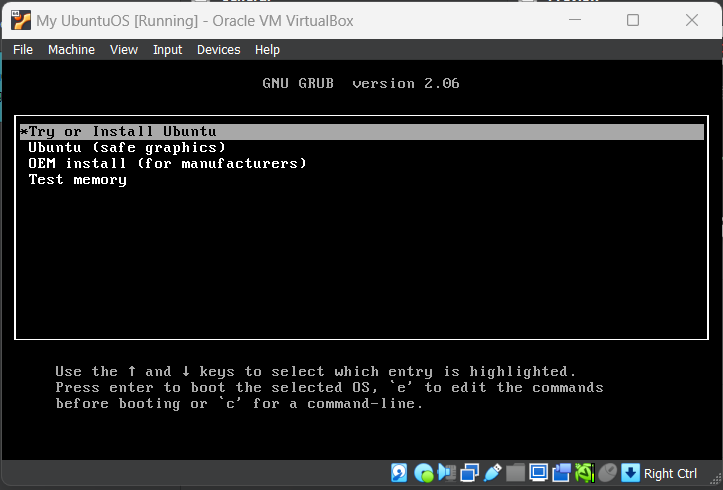 My UbuntuOS [Running] - Oracle VM VirtualBox
File Machine View Input Devices Help
GNU GRUB version 2.06
*Try or Install Ubuntu
Ubuntu (safe graphics)
OEM install (for manufacturers)
Test memory
Use the ↑ and ↓ keys to select which entry is highlighted.
Press enter to boot the selected OS, `e' to edit the commands
before booting or `c' for a command-line.
Right Ctrl